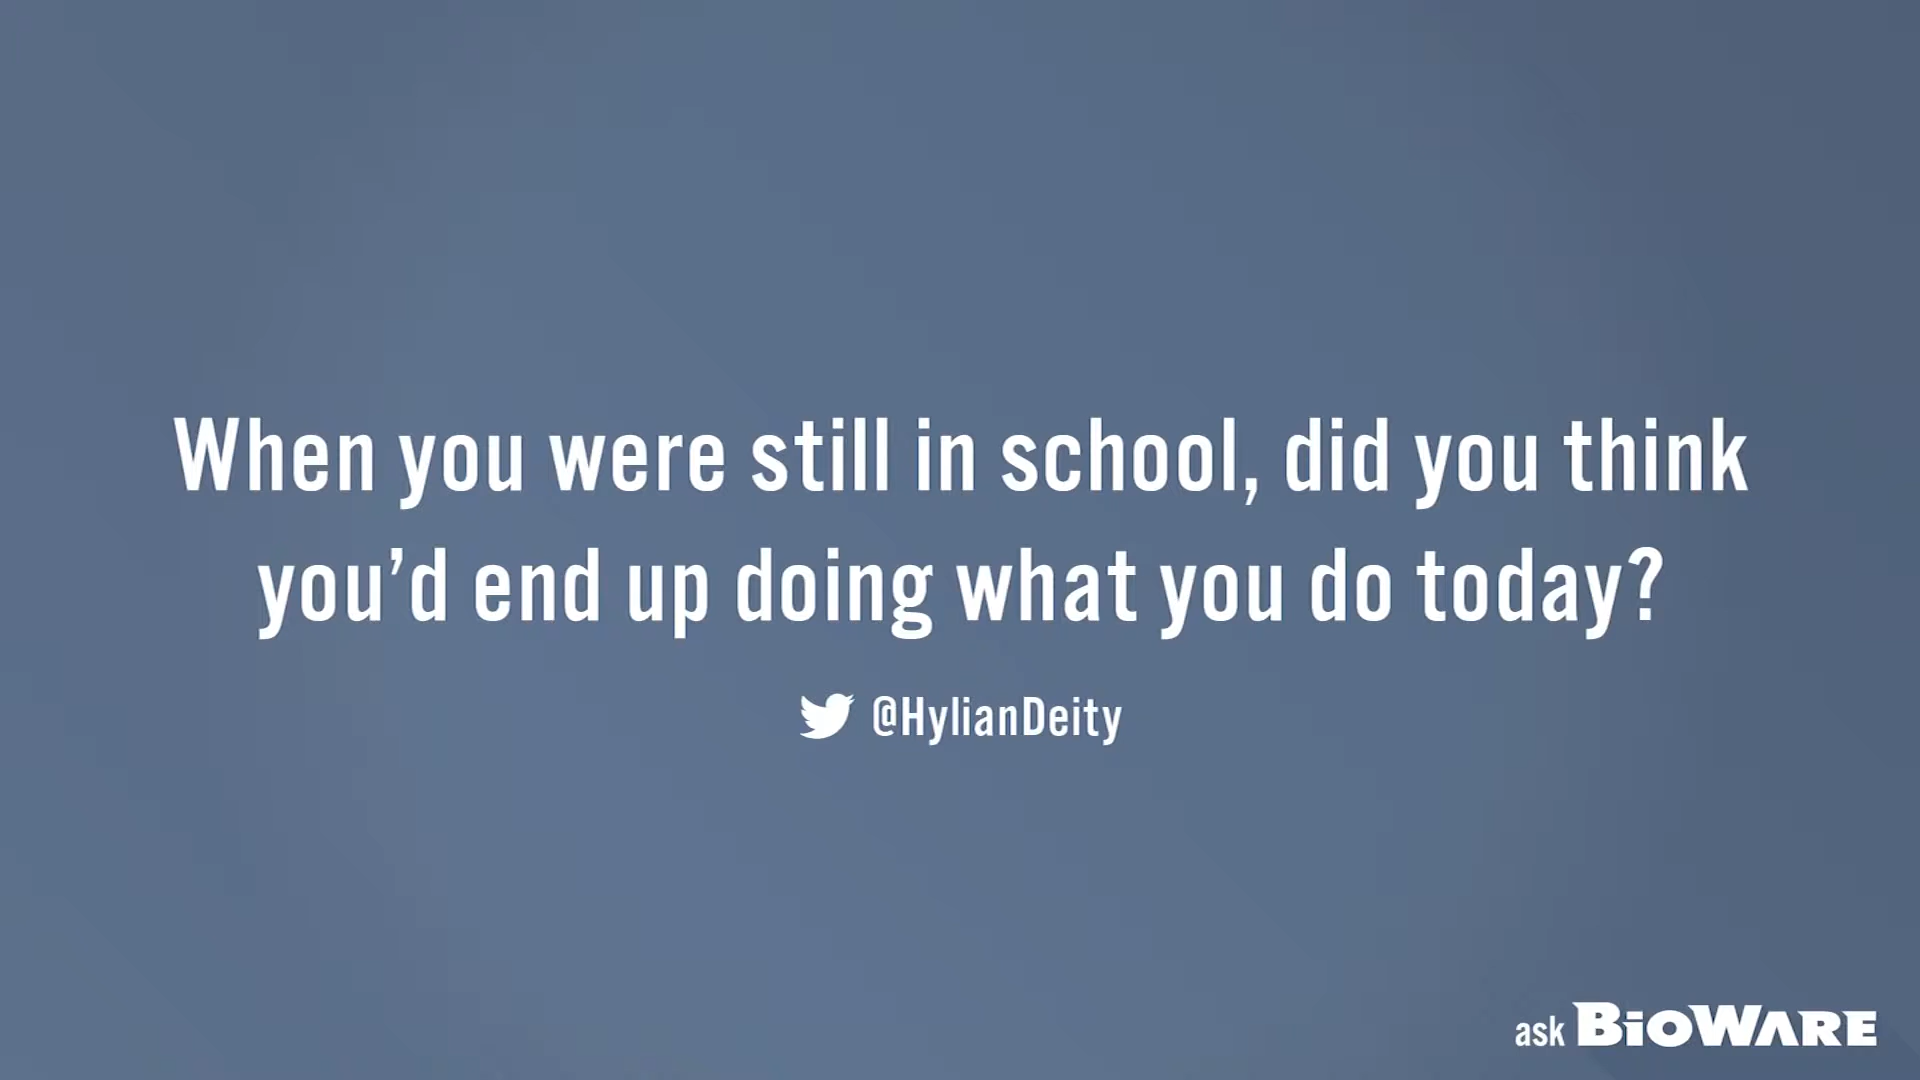 When you were still in school, did you think
you’d end up doing what you do today?
@HylianDeity
ask BIOWARE